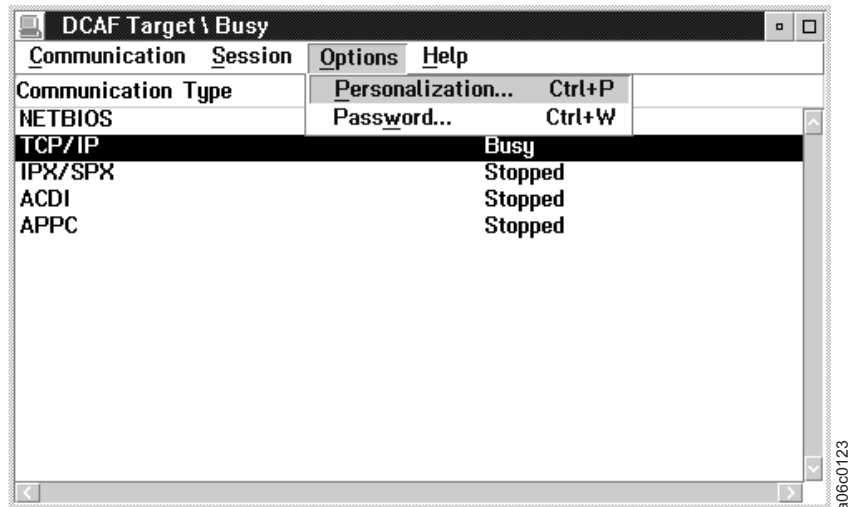 DCAF Target \ Busy
Communication Session Options Help
Communication Type Personalization... Ctrl+P
NETBIOS Password... Ctrl+W
TCP/IP Busy
IPX/SPX Stopped
ACDI Stopped
APPC Stopped
a06c0123